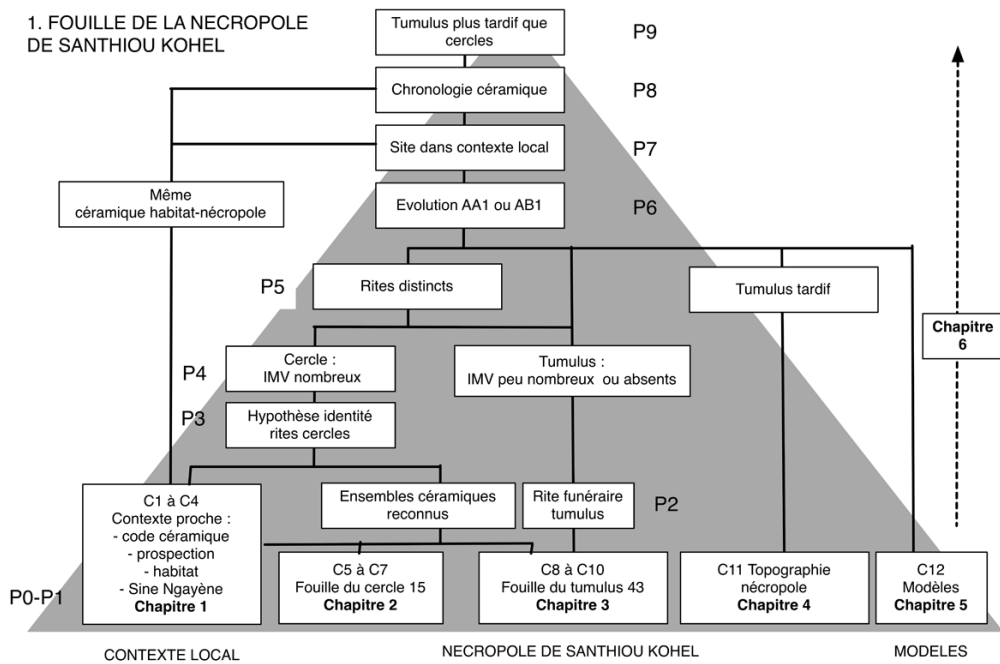 1. FOUILLE DE LA NECROPOLE
DE SANTHIOU KOHEL
Tumulus plus tardif que
cercles
P9
Chronologie céramique
P8
Site dans contexte local
P7
Même
céramique habitat-nécropole
Evolution AA1 ou AB1
P6
P5
Rites distincts
Tumulus tardif
Chapitre
6
P4
Cercle :
IMV nombreux
Tumulus :
IMV peu nombreux ou absents
P3
Hypothèse identité
rites cercles
Ensembles céramiques
reconnus
Rite funéraire
tumulus
P2
P0-P1
C1 à C4
Contexte proche :
- code céramique
- prospection
- habitat
- Sine Ngayène
Chapitre 1
C5 à C7
Fouille du cercle 15
Chapitre 2
C8 à C10
Fouille du tumulus 43
Chapitre 3
C11 Topographie
nécropole
Chapitre 4
C12
Modèles
Chapitre 5
CONTEXTE LOCAL
NECROPOLE DE SANTHIOU KOHEL
MODELES